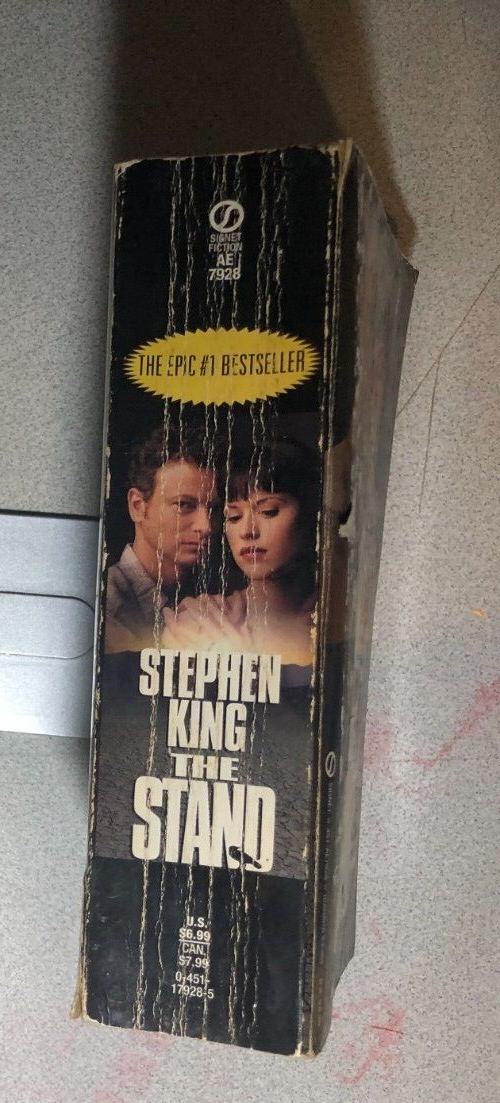 SIGNET
FICTION
AE
7928
THE EPIC #1 BESTSELLER
STEPHEN
KING
THE
STAND
U.S.
$6.99
CAN.
$7.99
0-451-
17928-5